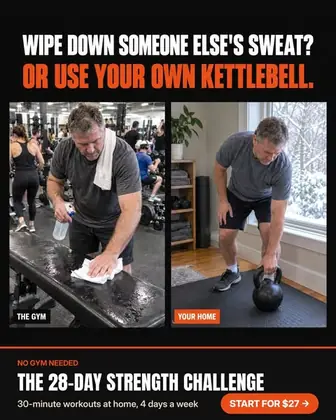 WIPE DOWN SOMEONE ELSE'S SWEAT?
OR USE YOUR OWN KETTLEBELL.
THE GYM
YOUR HOME
NO GYM NEEDED
THE 28-DAY STRENGTH CHALLENGE
30-minute workouts at home, 4 days a week
START FOR $27 →